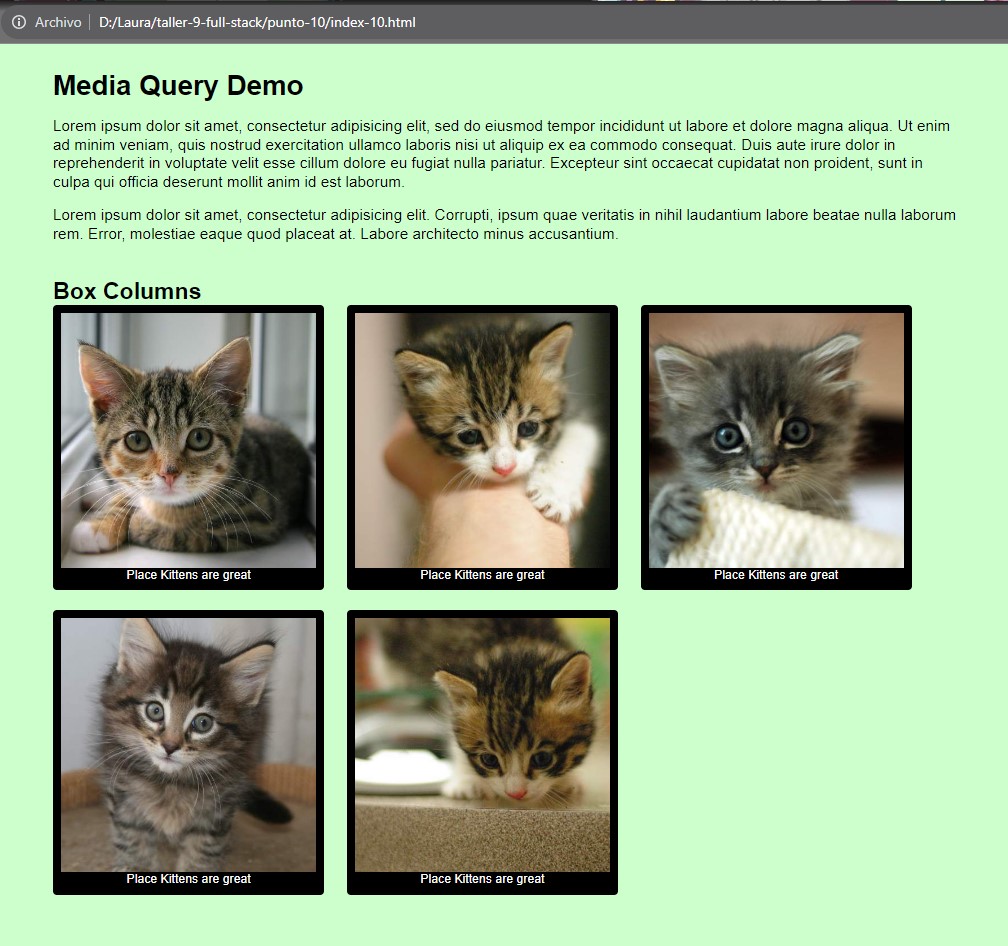 Archivo D:/Laura/taller-9-full-stack/punto-10/index-10.html
Media Query Demo
Lorem ipsum dolor sit amet, consectetur adipisicing elit, sed do eiusmod tempor incididunt ut labore et dolore magna aliqua. Ut enim
ad minim veniam, quis nostrud exercitation ullamco laboris nisi ut aliquip ex ea commodo consequat. Duis aute irure dolor in
reprehenderit in voluptate velit esse cillum dolore eu fugiat nulla pariatur. Excepteur sint occaecat cupidatat non proident, sunt in
culpa qui officia deserunt mollit anim id est laborum.
Lorem ipsum dolor sit amet, consectetur adipisicing elit. Corrupti, ipsum quae veritatis in nihil laudantium labore beatae nulla laborum
rem. Error, molestiae eaque quod placeat at. Labore architecto minus accusantium.
Box Columns
Place Kittens are great
Place Kittens are great
Place Kittens are great
Place Kittens are great
Place Kittens are great